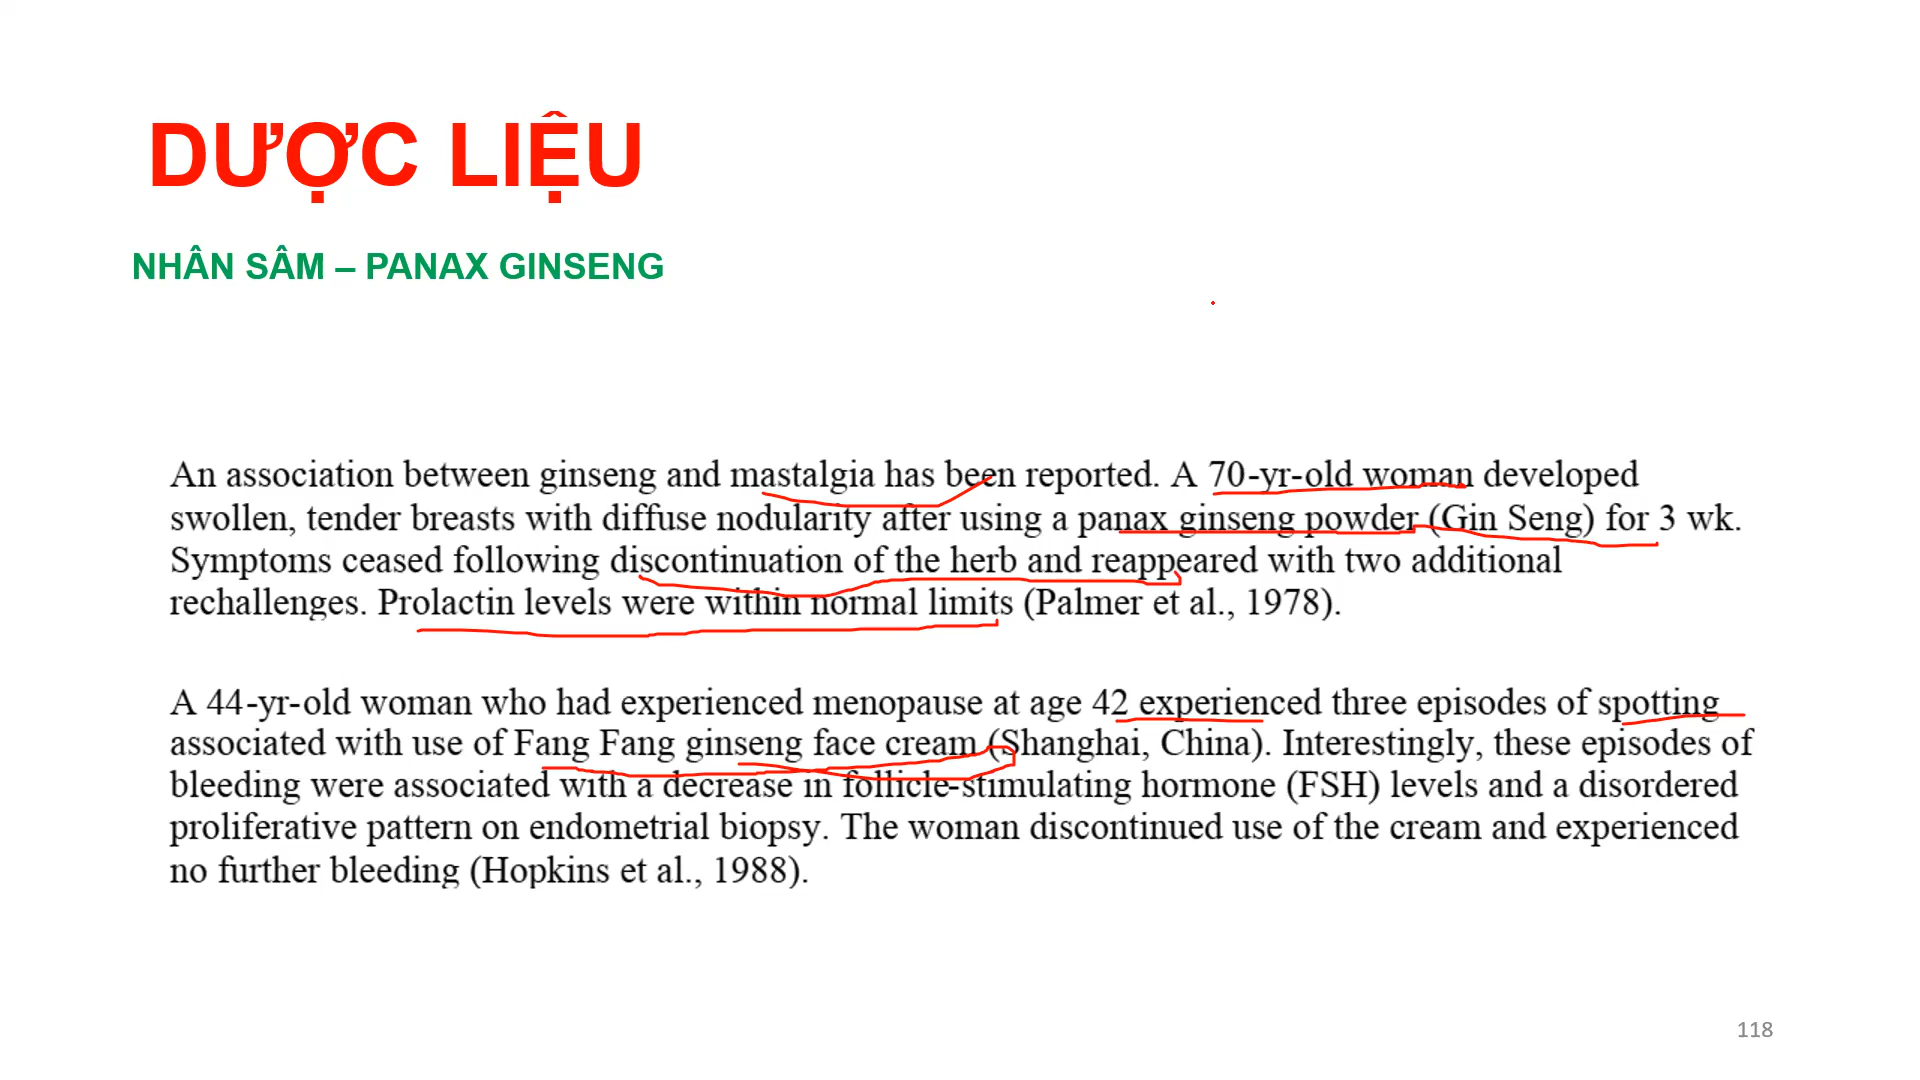 DƯỢC LIỆU
NHÂN SÂM – PANAX GINSENG
An association between ginseng and mastalgia has been reported. A 70-yr-old woman developed
swollen, tender breasts with diffuse nodularity after using a panax ginseng powder (Gin Seng) for 3 wk.
Symptoms ceased following discontinuation of the herb and reappeared with two additional
rechallenges. Prolactin levels were within normal limits (Palmer et al., 1978).
A 44-yr-old woman who had experienced menopause at age 42 experienced three episodes of spotting
associated with use of Fang Fang ginseng face cream (Shanghai, China). Interestingly, these episodes of
bleeding were associated with a decrease in follicle-stimulating hormone (FSH) levels and a disordered
proliferative pattern on endometrial biopsy. The woman discontinued use of the cream and experienced
no further bleeding (Hopkins et al., 1988).
118